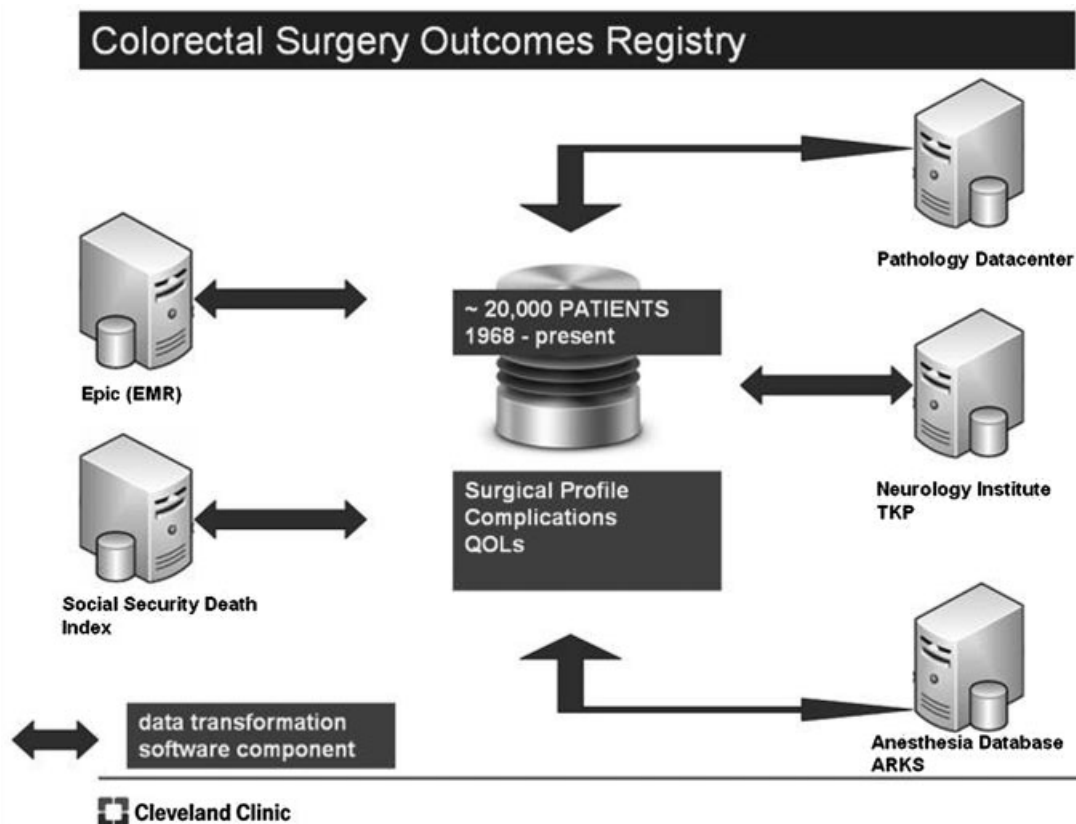 Colorectal Surgery Outcomes Registry
Pathology Datacenter
~ 20,000 PATIENTS
1968 - present
Epic (EMR)
Surgical Profile
Complications
QOLs
Neurology Institute
TKP
Social Security Death
Index
data transformation
software component
Anesthesia Database
ARKS
Cleveland Clinic